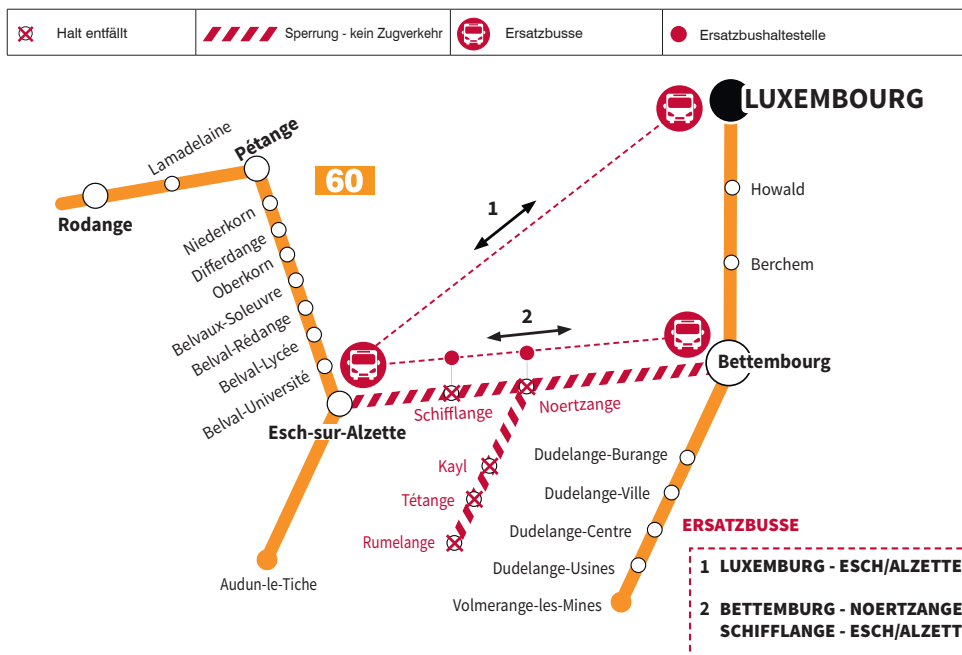 Halt entfällt
Sperrung - kein Zugverkehr
Ersatzbusse
Ersatzbushaltestelle
LUXEMBOURG
Lamadelaine
Pétange
60
Rodange
Howald
1
Niederkorn
Differdange
Oberkorn
Berchem
Belvaux-Soleuvre
Belval-Rédange
Belval-Lycée
Belval-Université
2
Bettembourg
Schifflange
Noertzange
Esch-sur-Alzette
Kayl
Dudelange-Burange
Tétange
Dudelange-Ville
Rumelange
Dudelange-Centre
Dudelange-Usines
Audun-le-Tiche
Volmerange-les-Mines
ERSATZBUSSE
1 LUXEMBURG - ESCH/ALZETTE
2 BETTEMBURG - NOERTZANGE
SCHIFFLANGE - ESCH/ALZETT